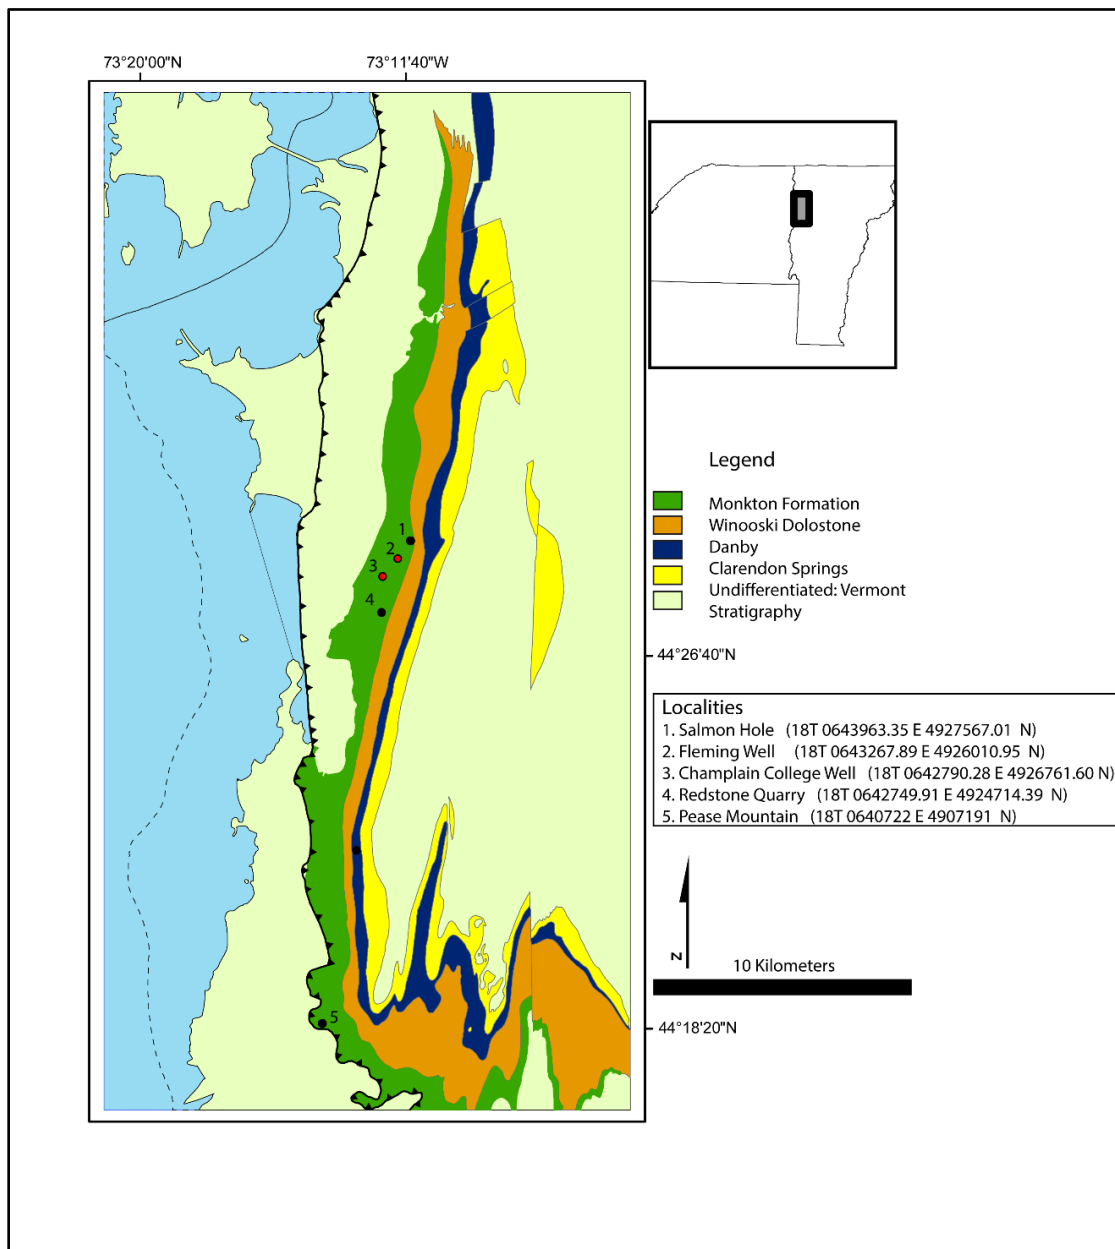 73°20'00"N
73°11'40"W
1
2
3
4
5
Legend
Monkton Formation
Winooski Dolostone
Danby
Clarendon Springs
Undifferentiated: Vermont
Stratigraphy
44°26'40"N
Localities
1. Salmon Hole (18T 0643963.35 E 4927567.01 N)
2. Fleming Well (18T 0643267.89 E 4926010.95 N)
3. Champlain College Well (18T 0642790.28 E 4926761.60 N)
4. Redstone Quarry (18T 0642749.91 E 4924714.39 N)
5. Pease Mountain (18T 0640722 E 4907191 N)
N
10 Kilometers
44°18'20"N